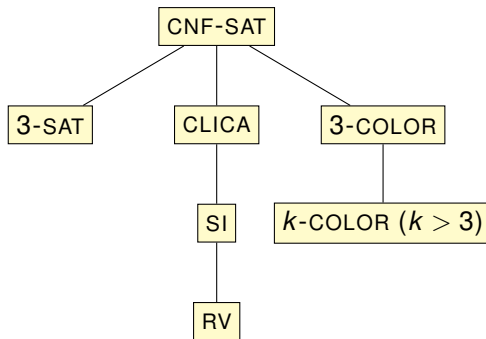 CNF-SAT
3-SAT
CLICA
3-COLOR
SI
k-COLOR (k > 3)
RV